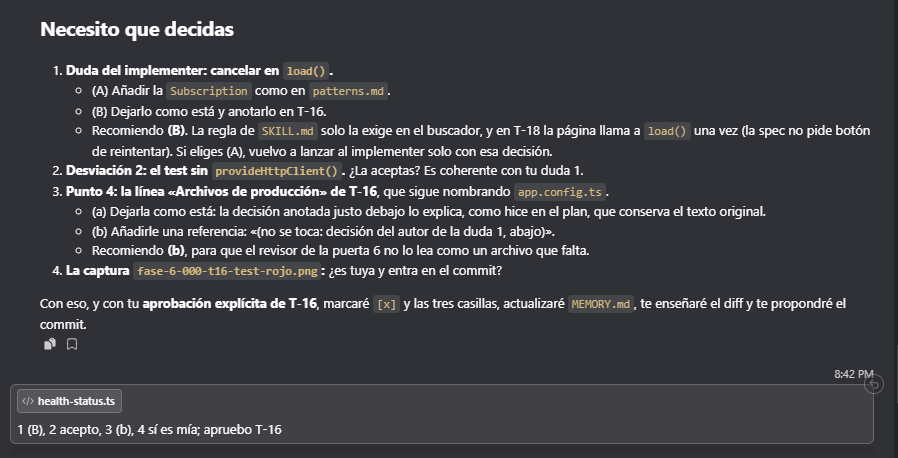 Necesito que decidas
1. Duda del implementer: cancelar en load().
(A) Añadir la Subscription como en patterns.md.
(B) Dejarlo como está y anotarlo en T-16.
Recomiendo (B). La regla de SKILL.md solo la exige en el buscador, y en T-18 la página llama a load() una vez (la spec no pide botón
de reintentar). Si eliges (A), vuelvo a lanzar al implementer solo con esa decisión.
2. Desviación 2: el test sin provideHttpClient(). ¿La aceptas? Es coherente con tu duda 1.
3. Punto 4: la línea «Archivos de producción» de T-16, que sigue nombrando app.config.ts.
(a) Dejarla como está: la decisión anotada justo debajo lo explica, como hice en el plan, que conserva el texto original.
(b) Añadirle una referencia: «(no se toca: decisión del autor de la duda 1, abajo)».
Recomiendo (b), para que el revisor de la puerta 6 no lo lea como un archivo que falta.
4. La captura fase-6-000-t16-test-rojo.png: ¿es tuya y entra en el commit?
Con eso, y con tu aprobación explícita de T-16, marcaré [x] y las tres casillas, actualizaré MEMORY.md, te enseñaré el diff y te propondré el
commit.
8:42 PM
</> health-status.ts
1 (B), 2 acepto, 3 (b), 4 sí es mía; apruebo T-16